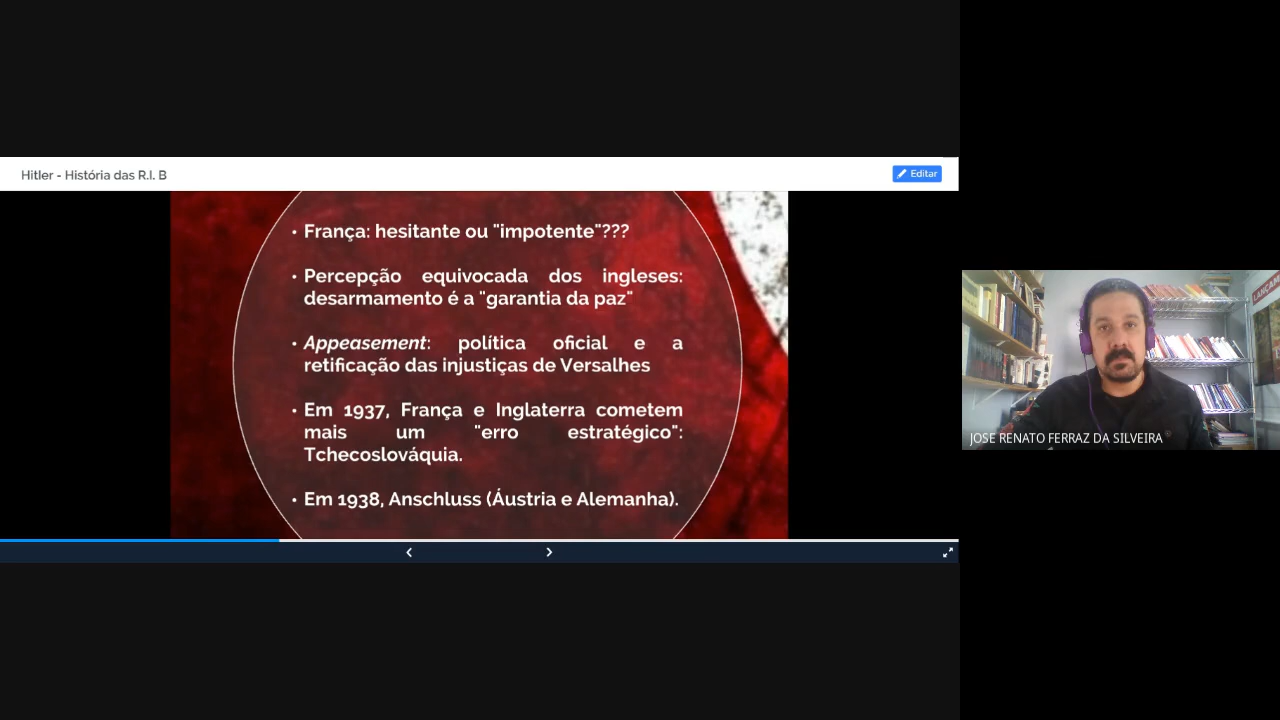 Hitler - História das R.I. B
Editar
• França: hesitante ou "impotente"???
• Percepção equivocada dos ingleses:
desarmamento é a "garantia da paz"
• Appeasement: política oficial e a
retificação das injustiças de Versalhes
• Em 1937, França e Inglaterra cometem
mais um "erro estratégico":
Tchecoslováquia.
• Em 1938, Anschluss (Áustria e Alemanha).
JOSE RENATO FERRAZ DA SILVEIRA